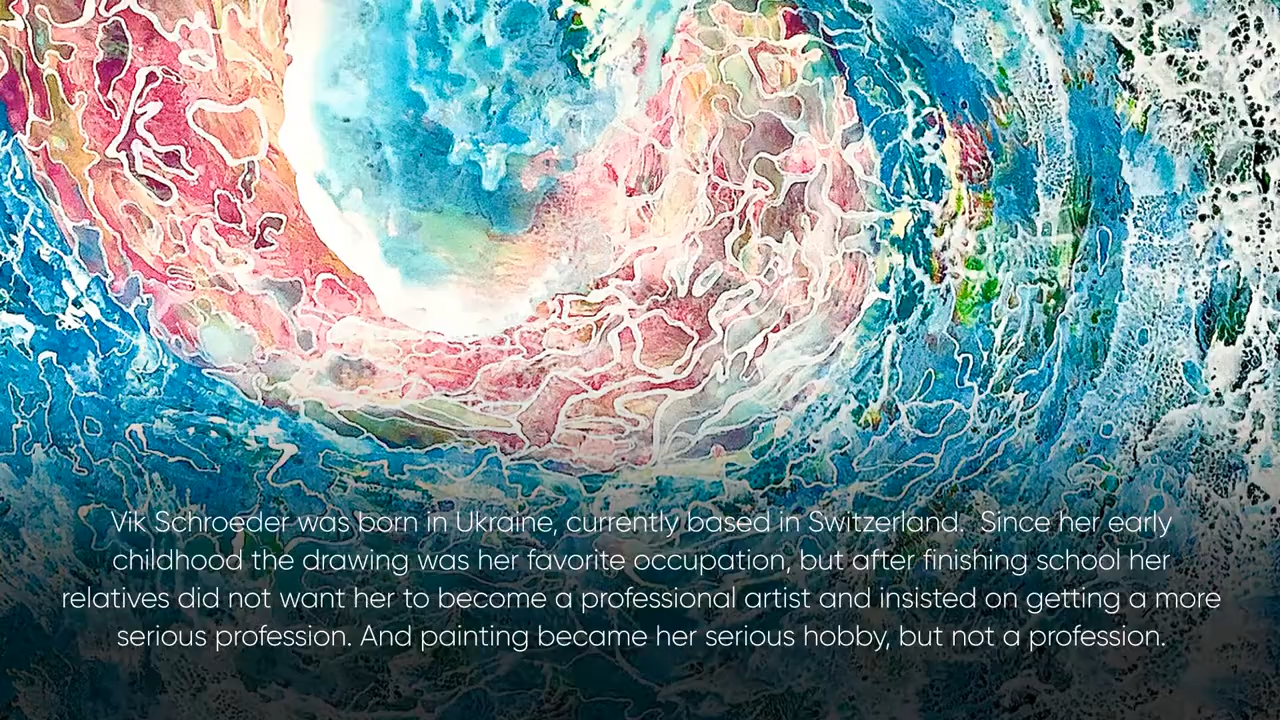 Vik Schroeder was born in Ukraine, currently based in Switzerland.  Since her early
childhood the drawing was her favorite occupation, but after finishing school her
relatives did not want her to become a professional artist and insisted on getting a more
serious profession. And painting became her serious hobby, but not a profession.